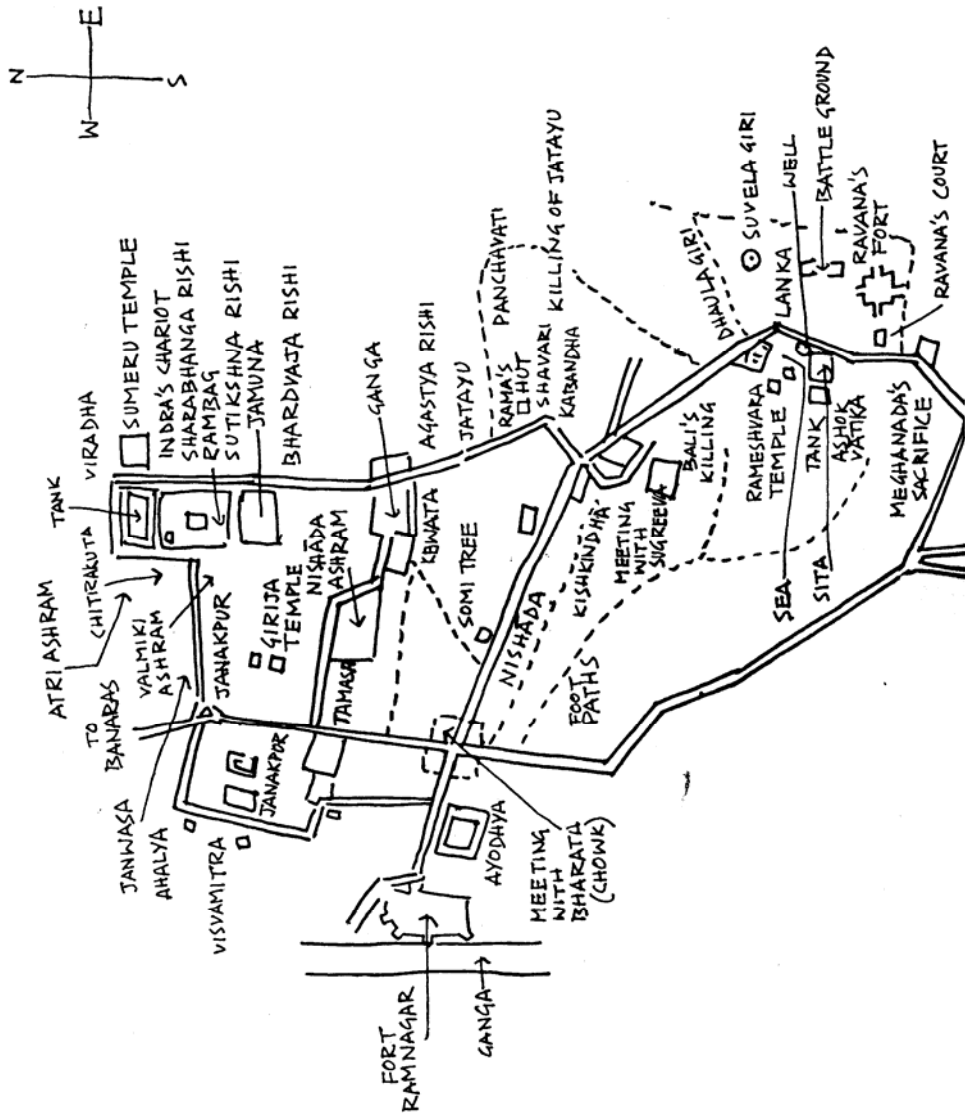 N
W
E
S
ATRI ASHRAM
TO
BANARAS
CHITRAKUTA
TANK
VIRADHA
SUMERU TEMPLE
INDRA'S CHARIOT
SHARABHANGA RISHI
RAMBAG
SUTIKSHNA RISHI
JAMUNA
BHARDVAJA RISHI
VALMIKI
ASHRAM
JANAKPUR
JANWASA
AHALYA
VISVAMITRA
JANAKPOR
GIRIJA
TEMPLE
NISHĀDA
ASHRAM
TAMASA
GANGA
KEWATA
AGASTYA RISHI
JATAYU
PANCHAVATI
RAMA'S
HUT
SHAVARI
KABANDHA
KILLING OF JATAYU
SOMI TREE
NISHĀDA
KISHKINDHĀ
MEETING
WITH
SUGREEVA
BALI'S
KILLING
FOOT
PATHS
AYODHYA
MEETING
WITH
BHARATA
(CHOWK)
FORT
RAMNAGAR
GANGA
DHAULAGIRI
SUVELA GIRI
LANKA
WELL
BATTLE GROUND
RAVANA'S
FORT
RAVANA'S COURT
RAMESHVARA
TEMPLE
TANK
ASHOK
VATIKA
SEA
SITA
MEGHANADA'S
SACRIFICE